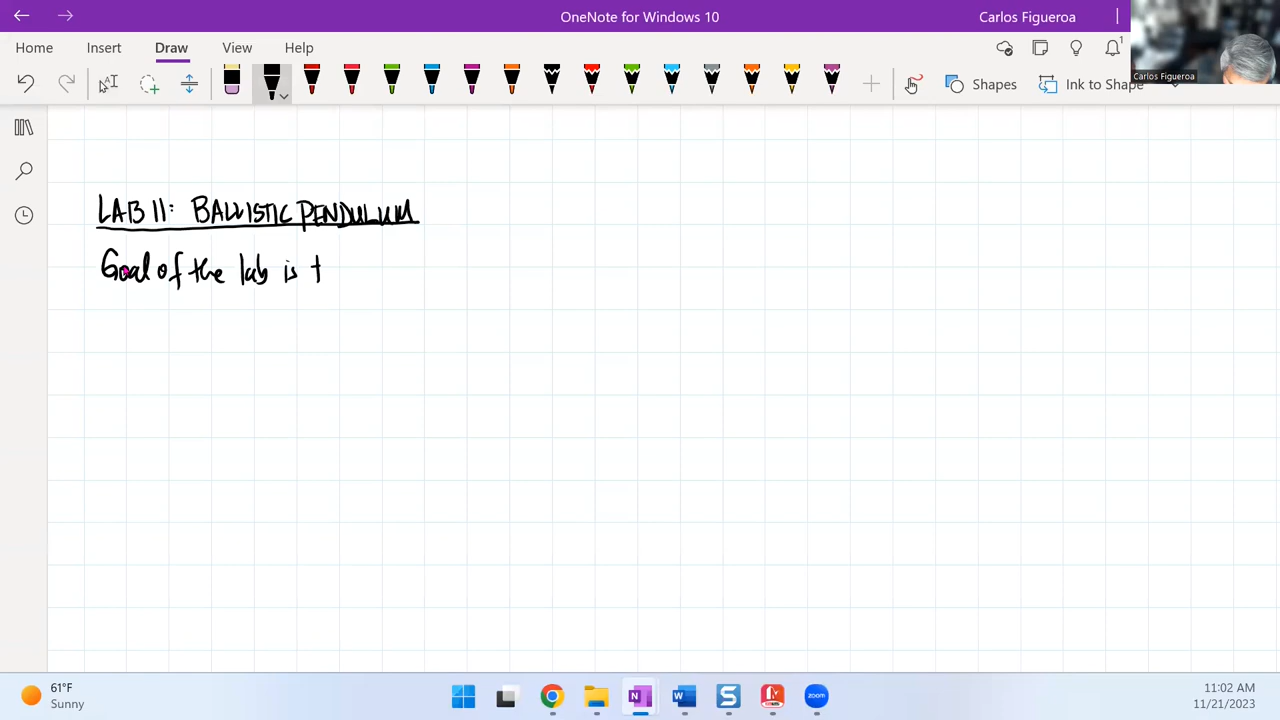 OneNote for Windows 10
Carlos Figueroa
Home Insert Draw View Help
1
Carlos Figueroa
Shapes
Ink to Shape
LAB 11: BALLISTIC PENDULUM
Goal of the lab is t
61°F
Sunny
11:02 AM
11/21/2023